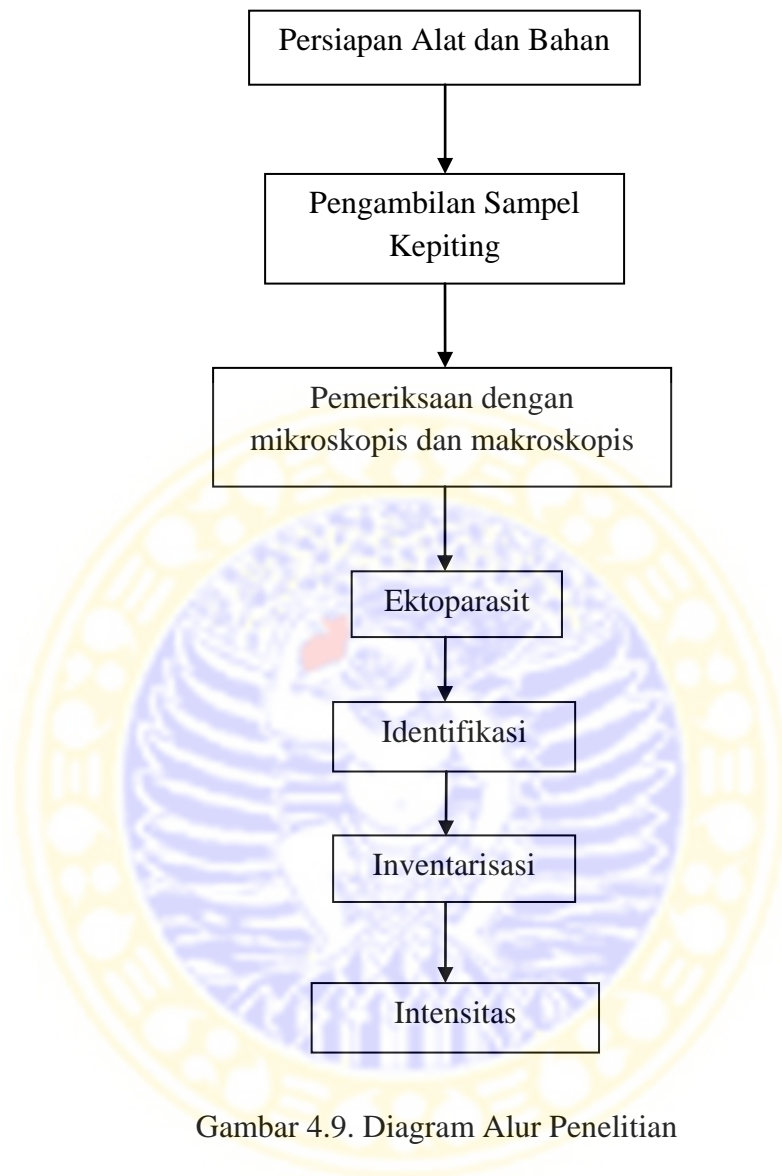 Persiapan Alat dan Bahan
Pengambilan Sampel
Kepiting
Pemeriksaan dengan
mikroskopis dan makroskopis
Ektoparasit
Identifikasi
Inventarisasi
Intensitas
Gambar 4.9. Diagram Alur Penelitian